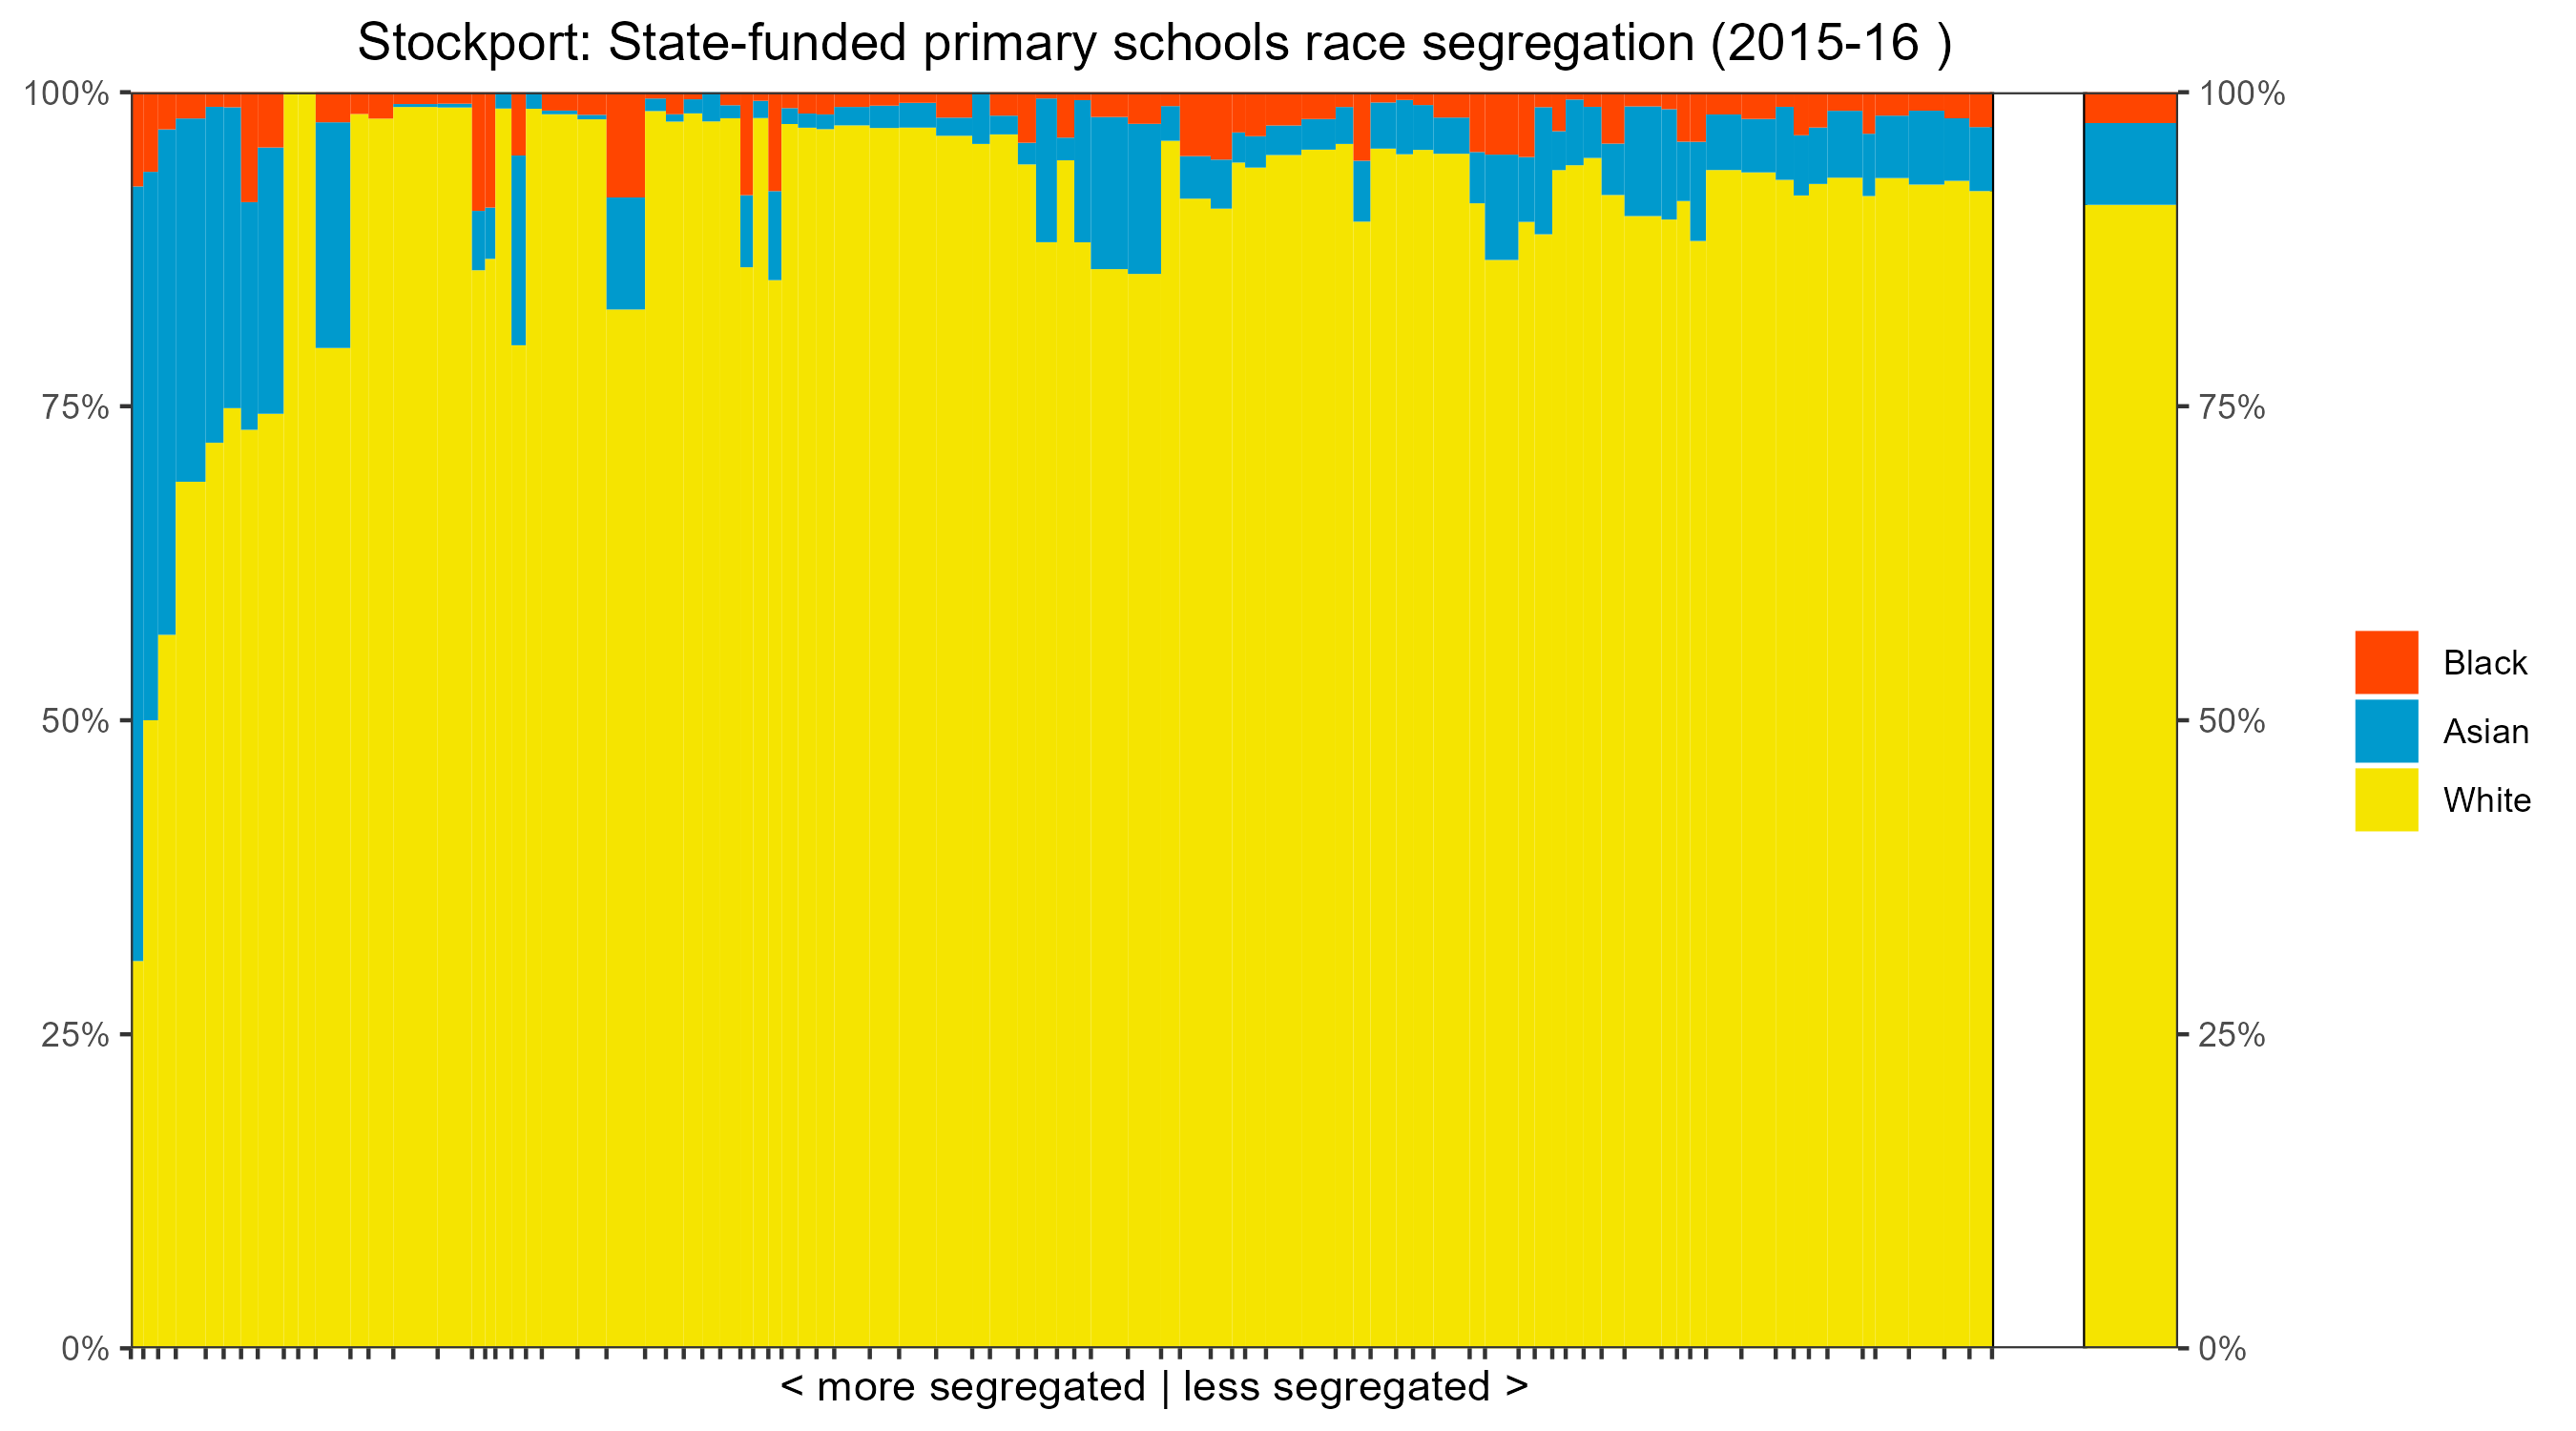 Stockport: State-funded primary schools race segregation (2015-16 )
100%
75%
50%
25%
0%
100%
75%
50%
25%
0%
Black
Asian
White
< more segregated | less segregated >